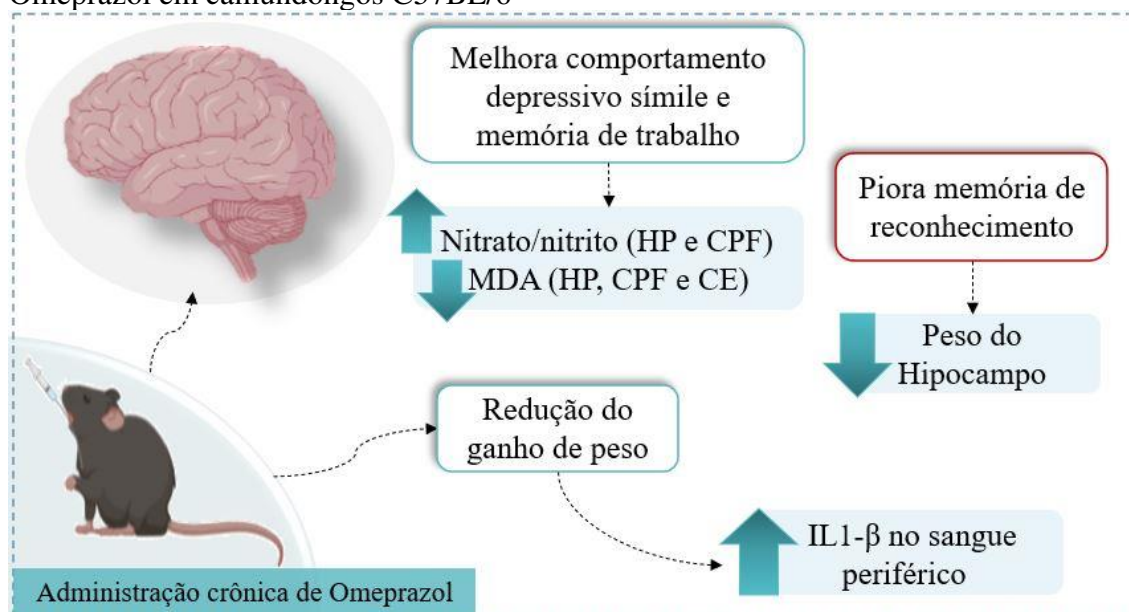 Omeprazol em camundongos C57BL/6
Melhora comportamento
depressivo símile e
memória de trabalho
Nitrato/nitrito (HP e CPF)
MDA (HP, CPF e CE)
Piora memória de
reconhecimento
Peso do
Hipocampo
Redução do
ganho de peso
IL1-β no sangue
periférico
Administração crônica de Omeprazol